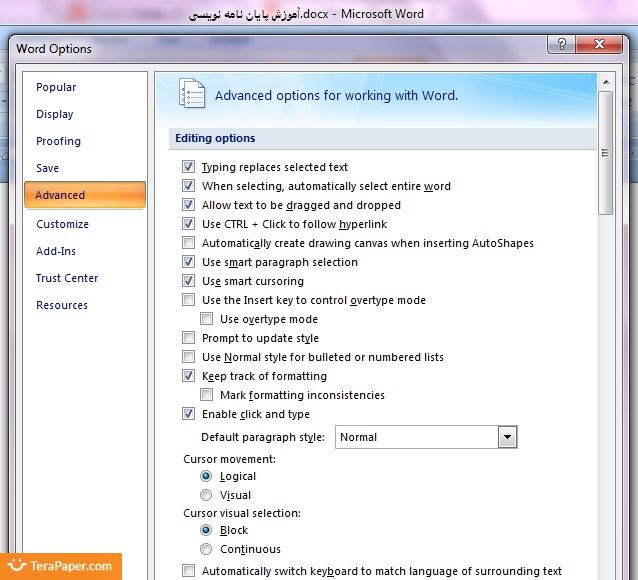 آموزش پایان نامه نویسی.docx - Microsoft Word
Word Options
Popular
Display
Proofing
Save
Advanced
Customize
Add-Ins
Trust Center
Resources
Advanced options for working with Word.
Editing options
Typing replaces selected text
When selecting, automatically select entire word
Allow text to be dragged and dropped
Use CTRL + Click to follow hyperlink
Automatically create drawing canvas when inserting AutoShapes
Use smart paragraph selection
Use smart cursoring
Use the Insert key to control overtype mode
Use overtype mode
Prompt to update style
Use Normal style for bulleted or numbered lists
Keep track of formatting
Mark formatting inconsistencies
Enable click and type
Default paragraph style: Normal
Cursor movement:
Logical
Visual
Cursor visual selection:
Block
Continuous
Automatically switch keyboard to match language of surrounding text
TeraPaper.com